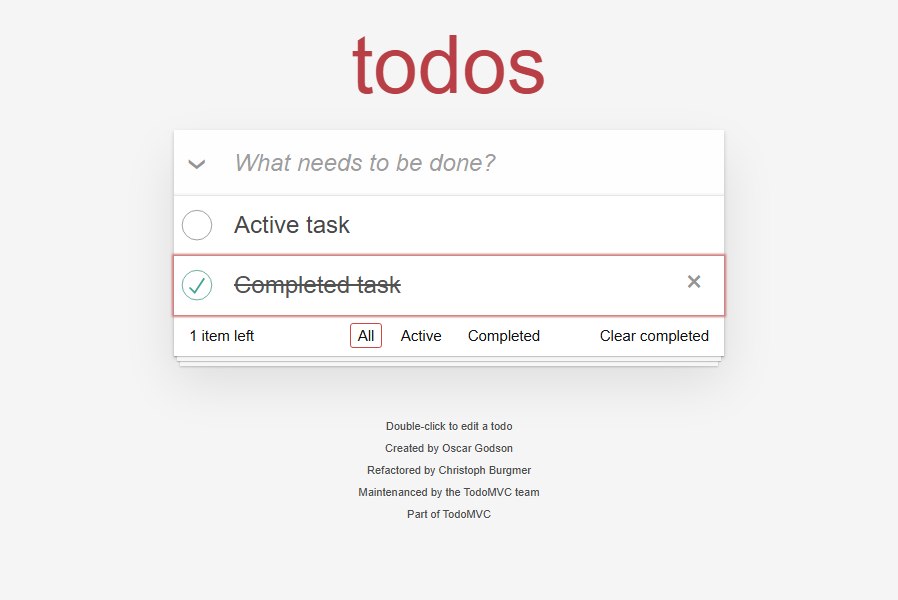 todos
What needs to be done?
Active task
Completed task
1 item left All Active Completed Clear completed
Double-click to edit a todo
Created by Oscar Godson
Refactored by Christoph Burgmer
Maintenanced by the TodoMVC team
Part of TodoMVC